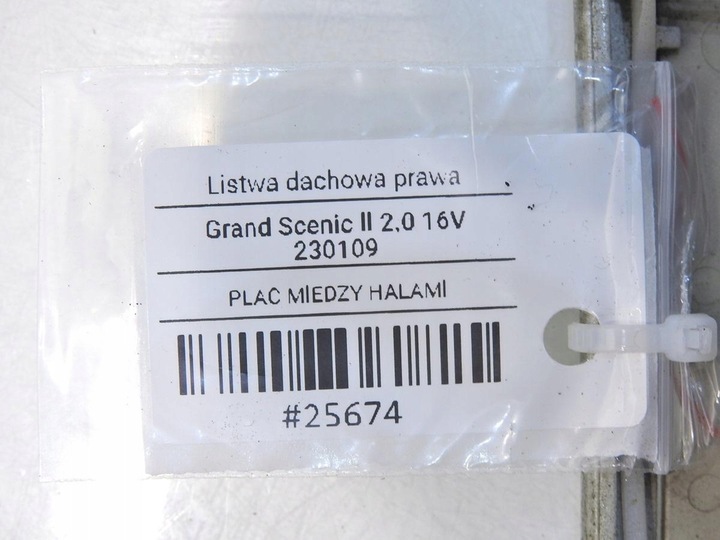 Listwa dachowa prawa
Grand Scenic II 2.0 16V
230109
PLAC MIEDZY HALAMI
#25674